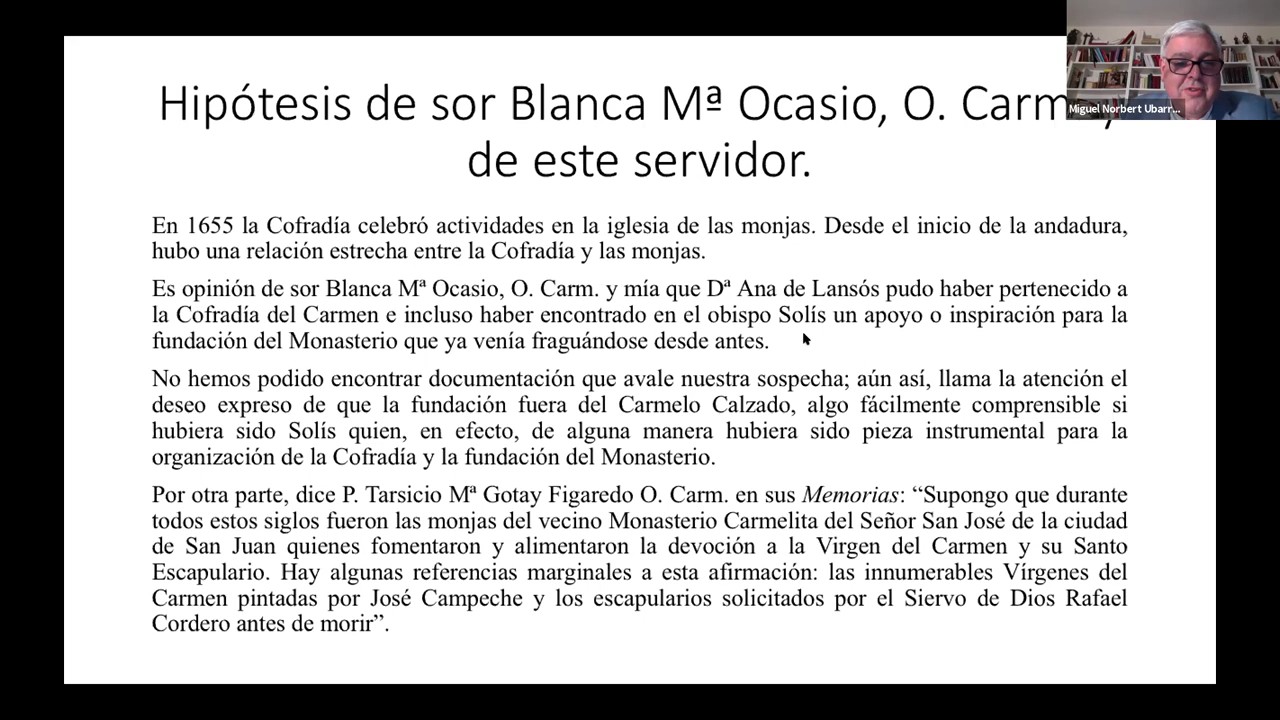 Hipótesis de sor Blanca Mª Ocasio, O. Carm
de este servidor.
Miguel Norbert Ubarr...
En 1655 la Cofradía celebró actividades en la iglesia de las monjas. Desde el inicio de la andadura,
hubo una relación estrecha entre la Cofradía y las monjas.
Es opinión de sor Blanca Mª Ocasio, O. Carm. y mía que Dª Ana de Lansós pudo haber pertenecido a
la Cofradía del Carmen e incluso haber encontrado en el obispo Solís un apoyo o inspiración para la
fundación del Monasterio que ya venía fraguándose desde antes.
No hemos podido encontrar documentación que avale nuestra sospecha; aún así, llama la atención el
deseo expreso de que la fundación fuera del Carmelo Calzado, algo fácilmente comprensible si
hubiera sido Solís quien, en efecto, de alguna manera hubiera sido pieza instrumental para la
organización de la Cofradía y la fundación del Monasterio.
Por otra parte, dice P. Tarsicio Mª Gotay Figaredo O. Carm. en sus Memorias: “Supongo que durante
todos estos siglos fueron las monjas del vecino Monasterio Carmelita del Señor San José de la ciudad
de San Juan quienes fomentaron y alimentaron la devoción a la Virgen del Carmen y su Santo
Escapulario. Hay algunas referencias marginales a esta afirmación: las innumerables Vírgenes del
Carmen pintadas por José Campeche y los escapularios solicitados por el Siervo de Dios Rafael
Cordero antes de morir”.